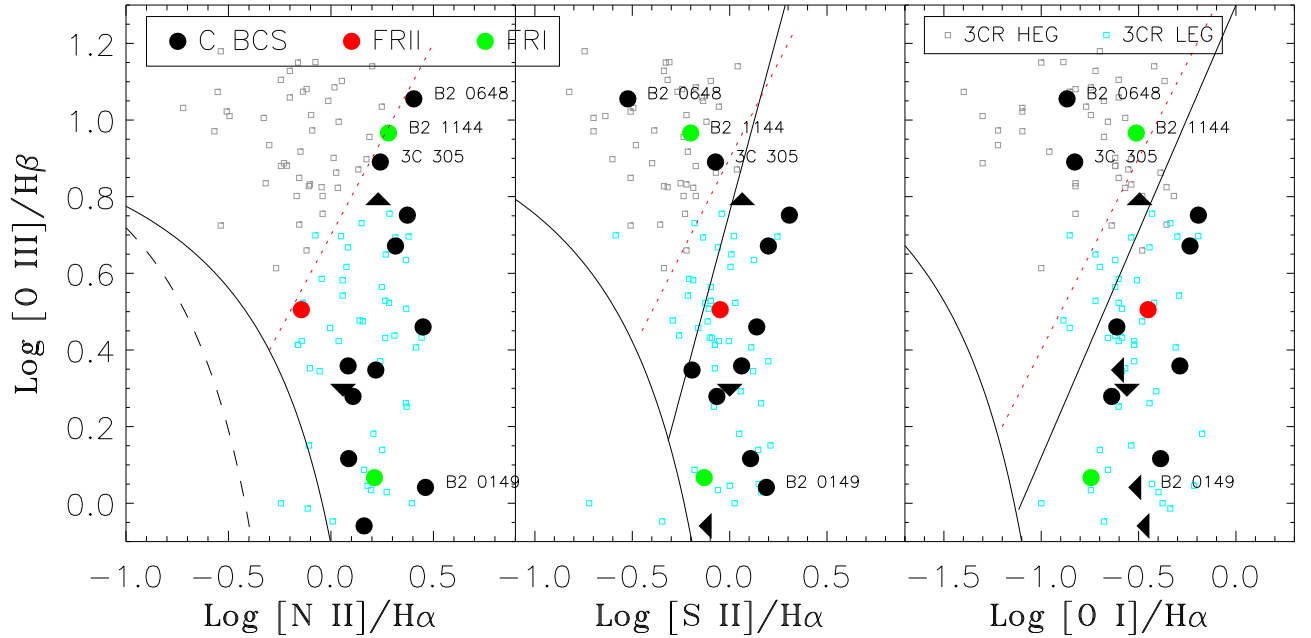 C BCS FRII FRI
3CR HEG 3CR LEG
Log [O III]/Hβ
1.2
1.0
0.8
0.6
0.4
0.2
0.0
B2 0648
B2 1144
3C 305
B2 0149
B2 0648
B2 1144
3C 305
B2 0149
B2 0648
B2 1144
3C 305
B2 0149
−1.0 −0.5 0.0 0.5
−0.5 0.0 0.5
−1.5 −1.0 −0.5 0.0
Log [N II]/Hα
Log [S II]/Hα
Log [O I]/Hα